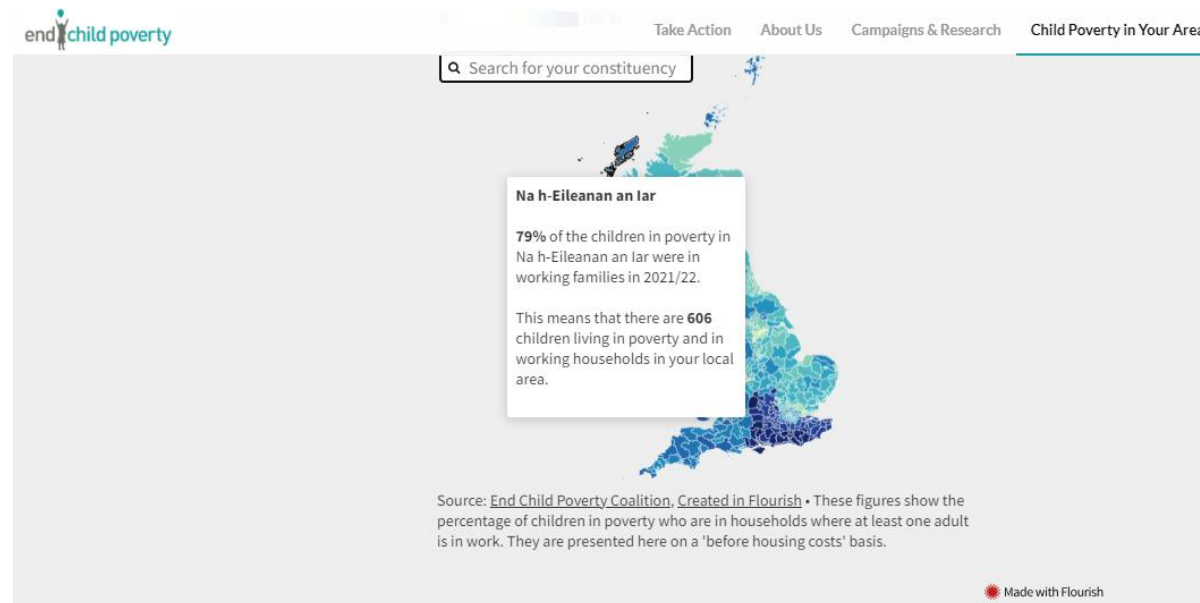 end child poverty
Take Action About Us Campaigns & Research Child Poverty in Your Area
Search for your constituency
Na h-Eileanan an Iar
79% of the children in poverty in
Na h-Eileanan an Iar were in
working families in 2021/22.
This means that there are 606
children living in poverty and in
working households in your local
area.
Source: End Child Poverty Coalition, Created in Flourish • These figures show the
percentage of children in poverty who are in households where at least one adult
is in work. They are presented here on a 'before housing costs' basis.
Made with Flourish